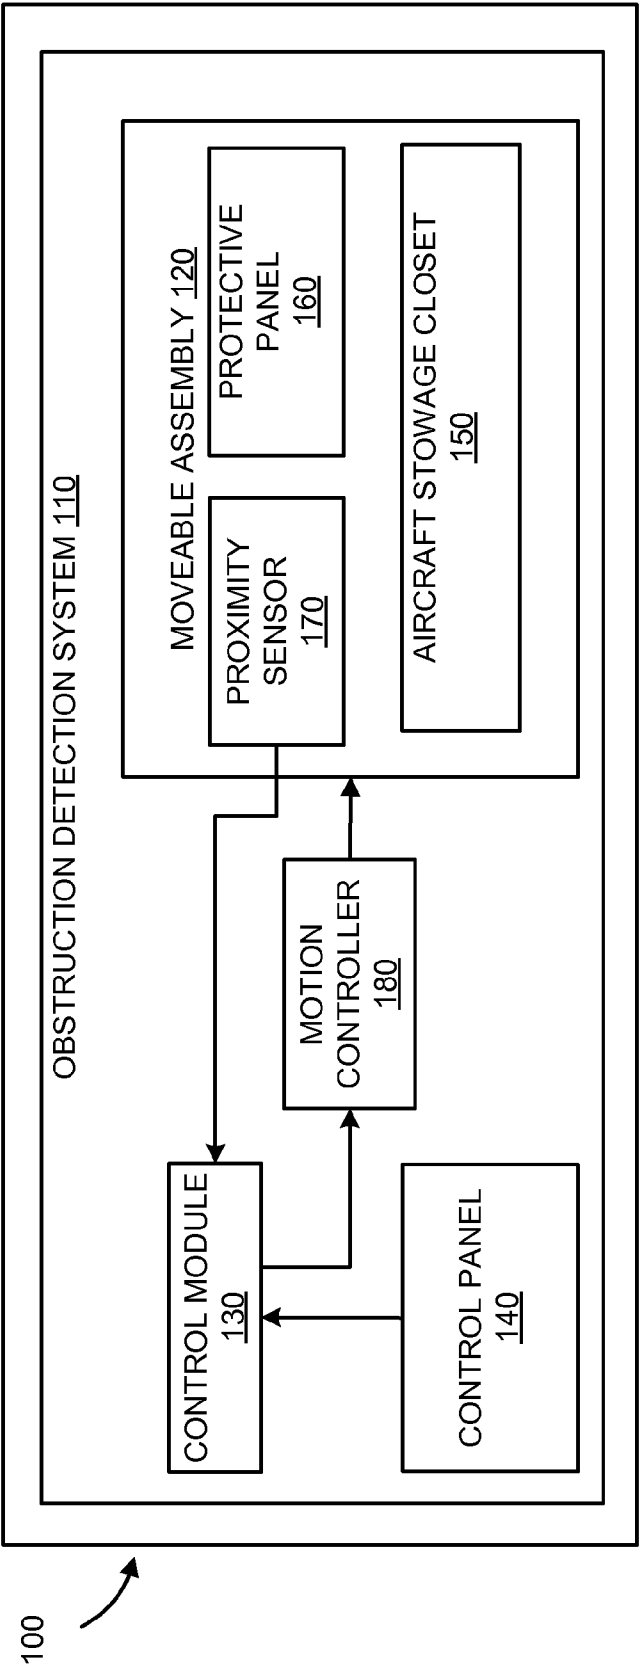 100
OBSTRUCTION DETECTION SYSTEM 110
MOVEABLE ASSEMBLY 120
CONTROL MODULE
130
PROXIMITY
SENSOR
170
PROTECTIVE
PANEL
160
MOTION
CONTROLLER
180
CONTROL PANEL
140
AIRCRAFT STOWAGE CLOSET
150